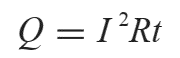 Q = I²Rt